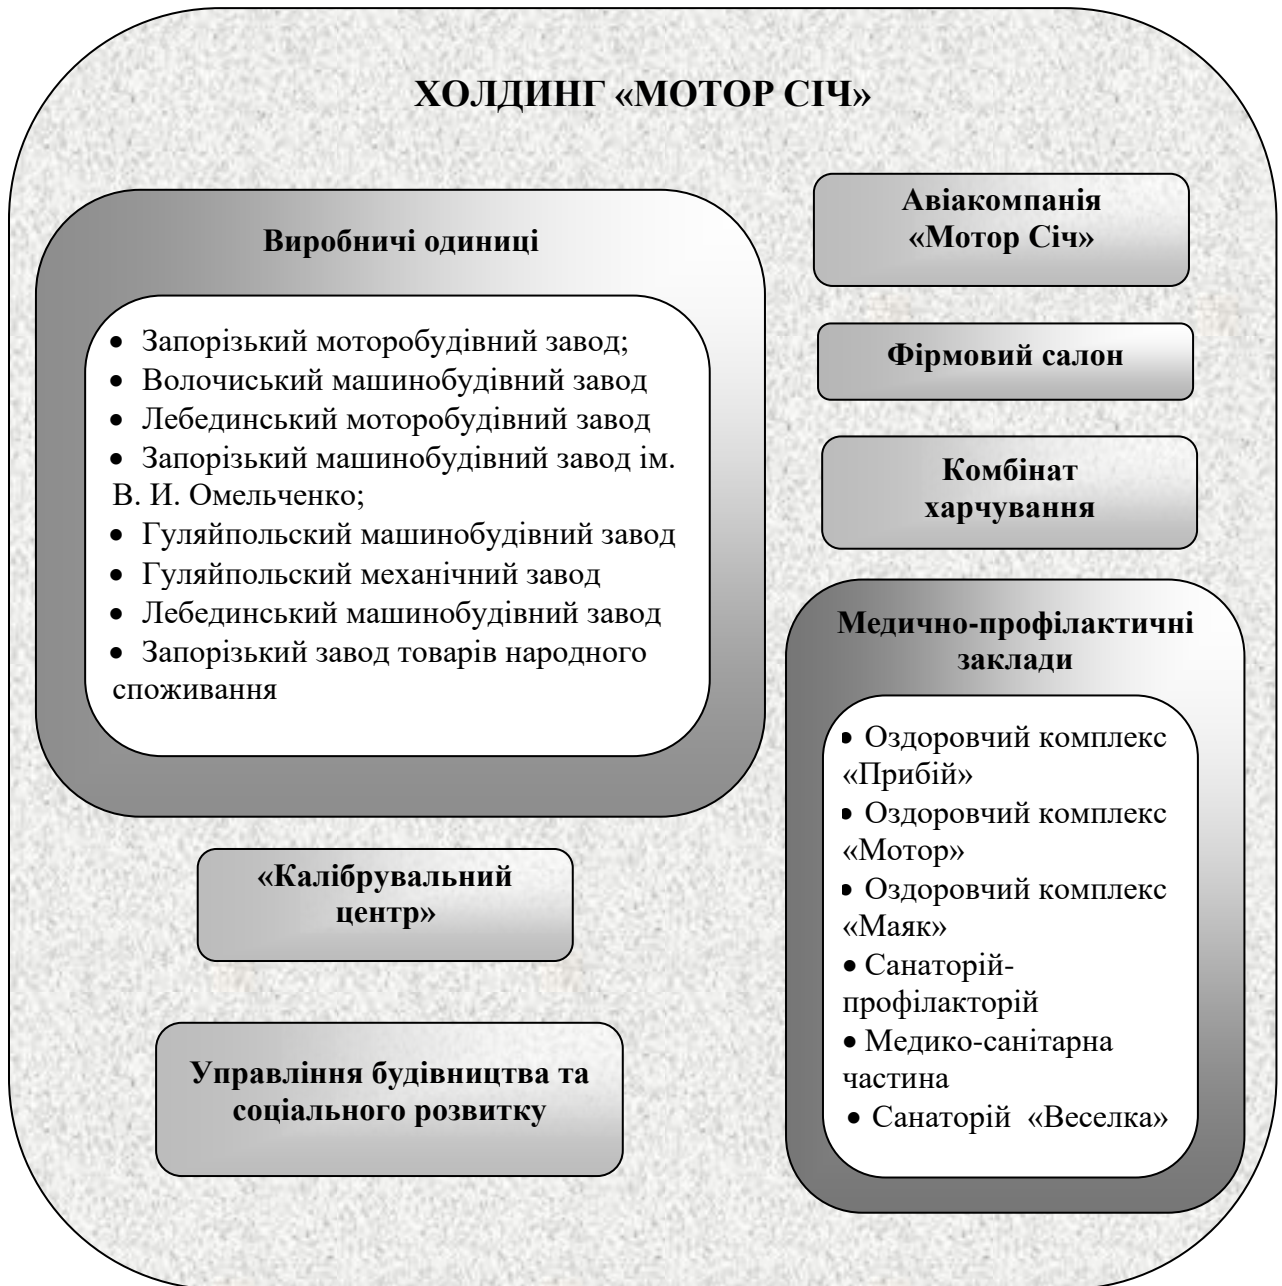 ХОЛДИНГ «МОТОР СІЧ»
Виробничі одиниці
• Запорізький моторобудівний завод;
• Волочиський машинобудівний завод
• Лебединський моторобудівний завод
• Запорізький машинобудівний завод ім.
В. И. Омельченко;
• Гуляйпольский машинобудівний завод
• Гуляйпольский механічний завод
• Лебединський машинобудівний завод
• Запорізький завод товарів народного
споживання
«Калібрувальний
центр»
Управління будівництва та
соціального розвитку
Авіакомпанія
«Мотор Січ»
Фірмовий салон
Комбінат
харчування
Медично-профілактичні
заклади
• Оздоровчий комплекс
«Прибій»
• Оздоровчий комплекс
«Мотор»
• Оздоровчий комплекс
«Маяк»
• Санаторій-
профілакторій
• Медико-санітарна
частина
• Санаторій «Веселка»